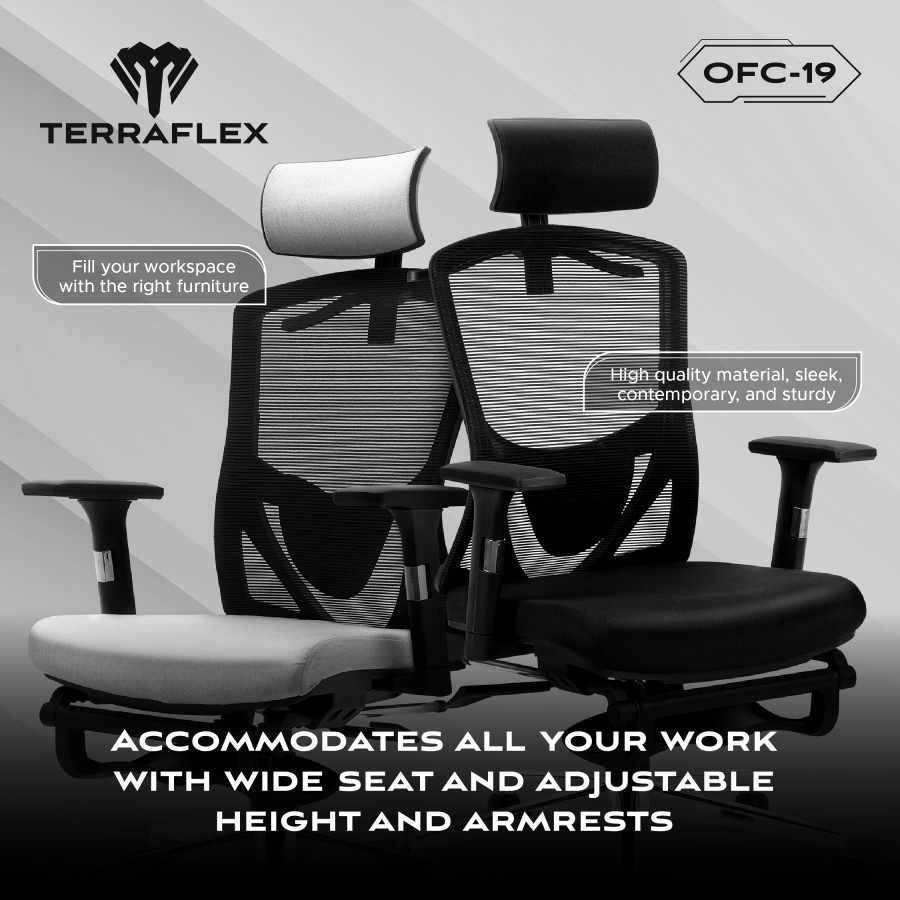 TERRAFLEX
OFC-19
Fill your workspace
with the right furniture
High quality material, sleek,
contemporary, and sturdy
ACCOMMODATES ALL YOUR WORK
WITH WIDE SEAT AND ADJUSTABLE
HEIGHT AND ARMRESTS